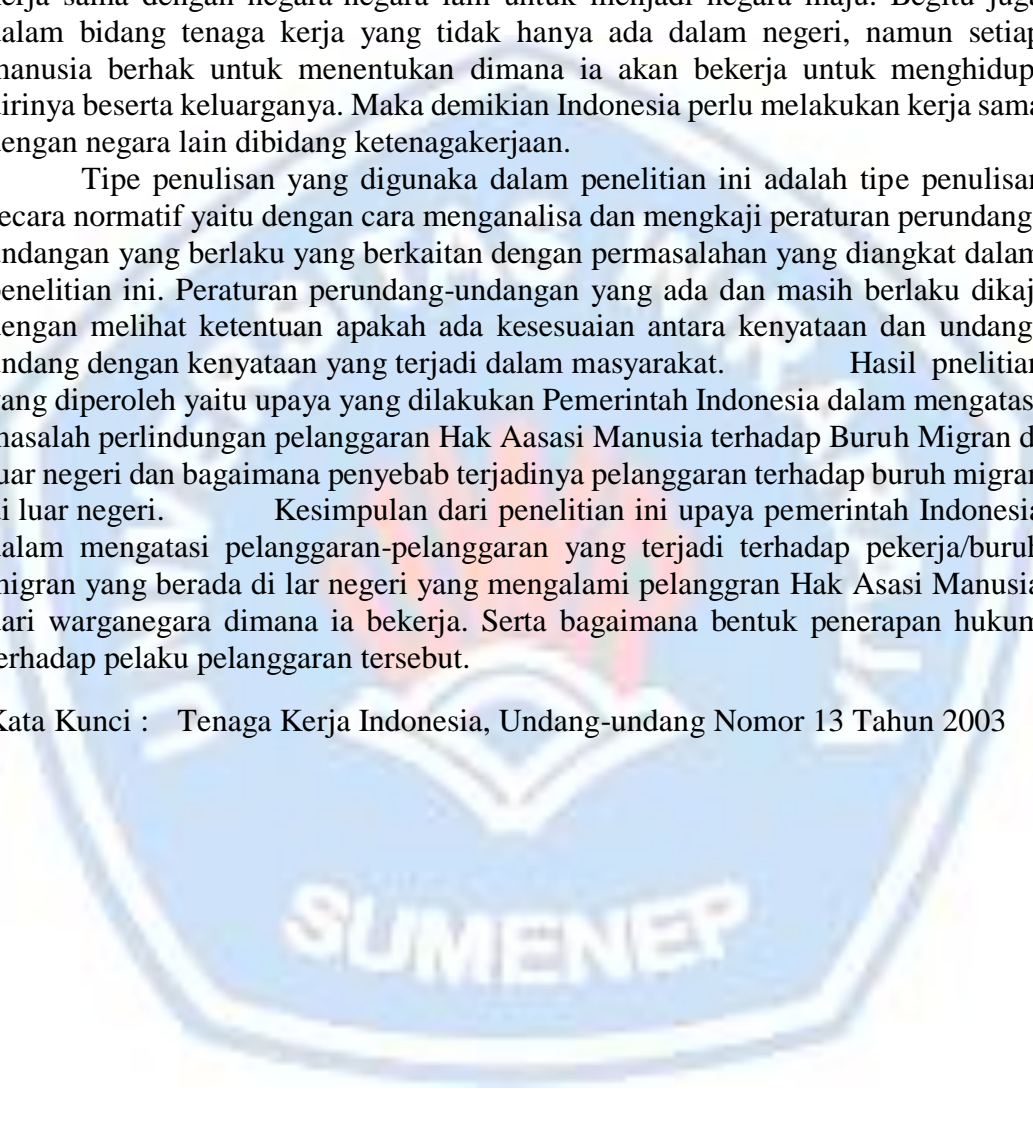 kerja sama dengan negara-negara lain untuk menjadi negara maju. Begitu juga
dalam bidang tenaga kerja yang tidak hanya ada dalam negeri, namun setiap
manusia berhak untuk menentukan dimana ia akan bekerja untuk menghidupi
dirinya beserta keluarganya. Maka demikian Indonesia perlu melakukan kerja sama
dengan negara lain dibidang ketenagakerjaan.
Tipe penulisan yang digunaka dalam penelitian ini adalah tipe penulisan
secara normatif yaitu dengan cara menganalisa dan mengkaji peraturan perundang-
undangan yang berlaku yang berkaitan dengan permasalahan yang diangkat dalam
penelitian ini. Peraturan perundang-undangan yang ada dan masih berlaku dikaji
dengan melihat ketentuan apakah ada kesesuaian antara kenyataan dan undang-
undang dengan kenyataan yang terjadi dalam masyarakat. Hasil pnelitian
yang diperoleh yaitu upaya yang dilakukan Pemerintah Indonesia dalam mengatasi
masalah perlindungan pelanggaran Hak Aasasi Manusia terhadap Buruh Migran di
luar negeri dan bagaimana penyebab terjadinya pelanggaran terhadap buruh migran
di luar negeri. Kesimpulan dari penelitian ini upaya pemerintah Indonesia
dalam mengatasi pelanggaran-pelanggaran yang terjadi terhadap pekerja/buruh
migran yang berada di lar negeri yang mengalami pelanggran Hak Asasi Manusia
dari warganegara dimana ia bekerja. Serta bagaimana bentuk penerapan hukum
terhadap pelaku pelanggaran tersebut.
Kata Kunci : Tenaga Kerja Indonesia, Undang-undang Nomor 13 Tahun 2003
SUMENEP